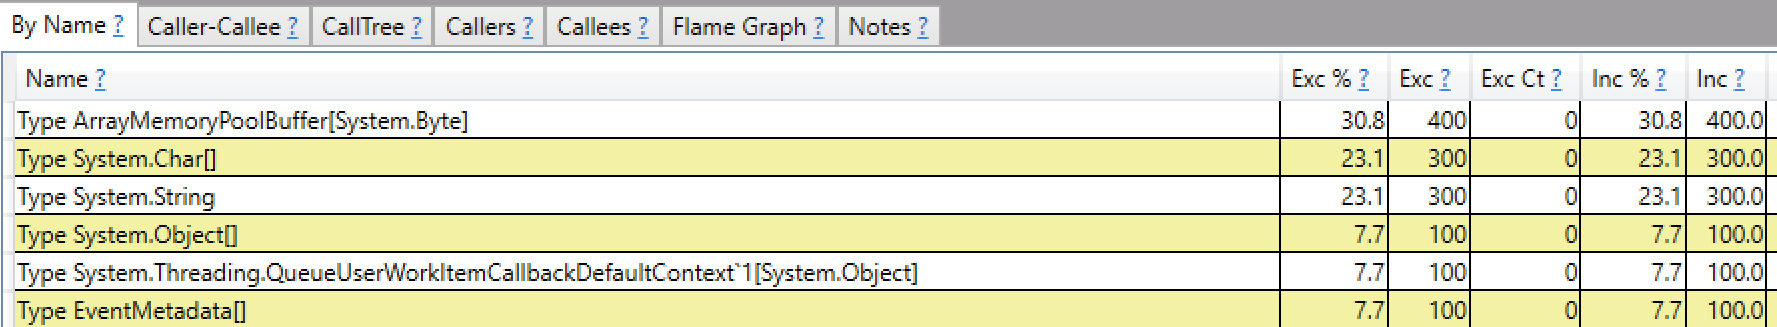 By Name ? Caller-Callee ? CallTree ? Callers ? Callees ? Flame Graph ? Notes ?
Name ? Exc % ? Exc ? Exc Ct ? Inc % ? Inc ?
Type ArrayMemoryPoolBuffer[System.Byte] 30.8 400 0 30.8 400.0
Type System.Char[] 23.1 300 0 23.1 300.0
Type System.String 23.1 300 0 23.1 300.0
Type System.Object[] 7.7 100 0 7.7 100.0
Type System.Threading.QueueUserWorkItemCallbackDefaultContext`1[System.Object] 7.7 100 0 7.7 100.0
Type EventMetadata[] 7.7 100 0 7.7 100.0